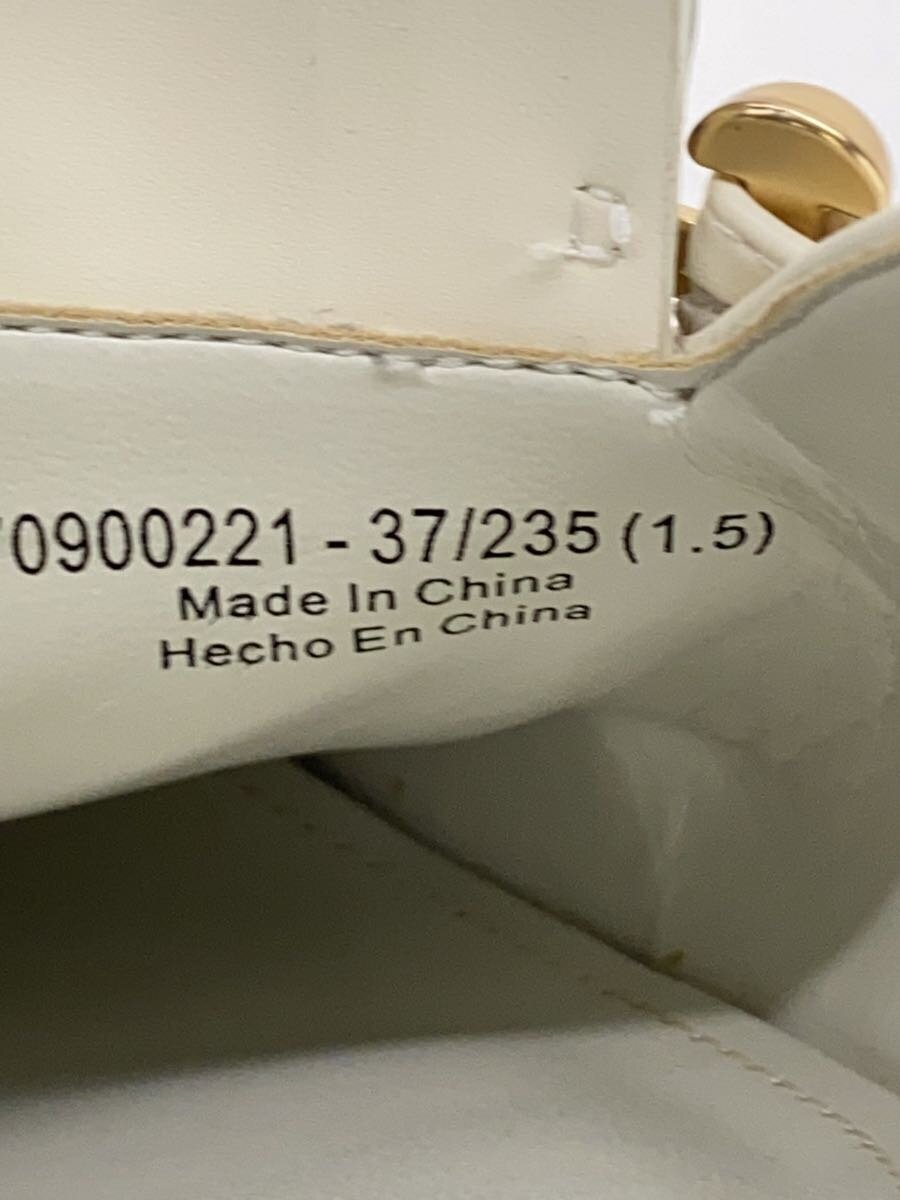 0900221 - 37/235 (1.5)
Made In China
Hecho En China